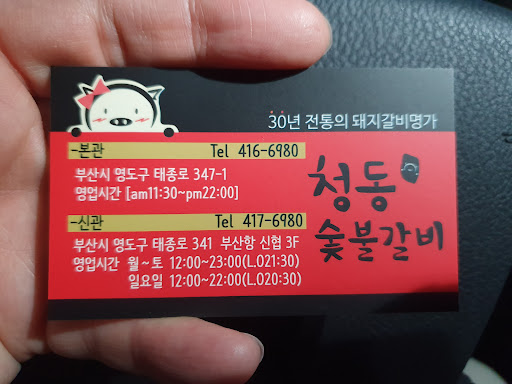 30년 전통의 돼지갈비명가
-본관 Tel 416-6980
부산시 영도구 태종로 347-1
영업시간 [am11:30~pm22:00]
-신관 Tel 417-6980
부산시 영도구 태종로 341 부산항 신협 3F
영업시간 월~토 12:00~23:00(L.O21:30)
일요일 12:00~22:00(L.O20:30)
청동
숯불갈비